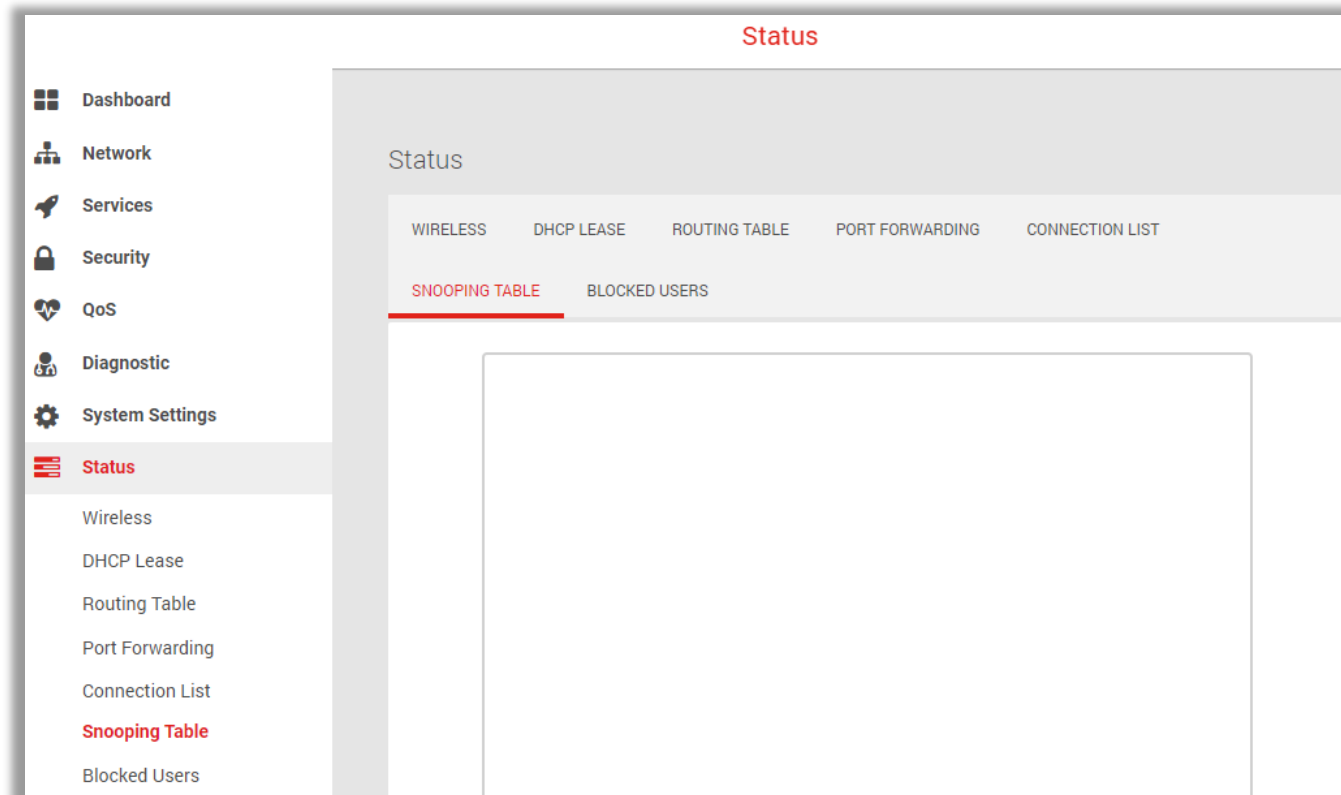 Status
Dashboard
Network
Services
Security
QoS
Diagnostic
System Settings
Status
Wireless
DHCP Lease
Routing Table
Port Forwarding
Connection List
Snooping Table
Blocked Users
Status
WIRELESS DHCP LEASE ROUTING TABLE PORT FORWARDING CONNECTION LIST
SNOOPING TABLE BLOCKED USERS